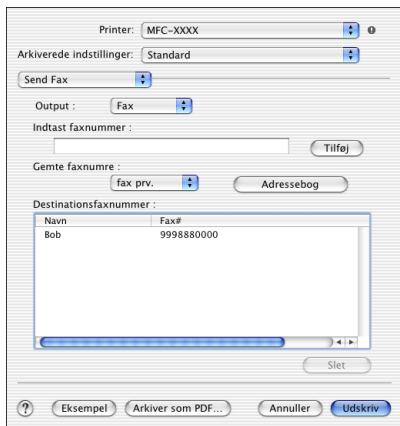 Printer: MFC-XXXX
Arkiverede indstillinger: Standard
Send Fax
Output : Fax
Indtast faxnummer :
Tilføj
Gemte faxnumre :
fax prv. Adressebog
Destinationsfaxnummer :
Navn Fax#
Bob 9998880000
Slet
? Eksempel Arkiver som PDF... Annuller Udskriv